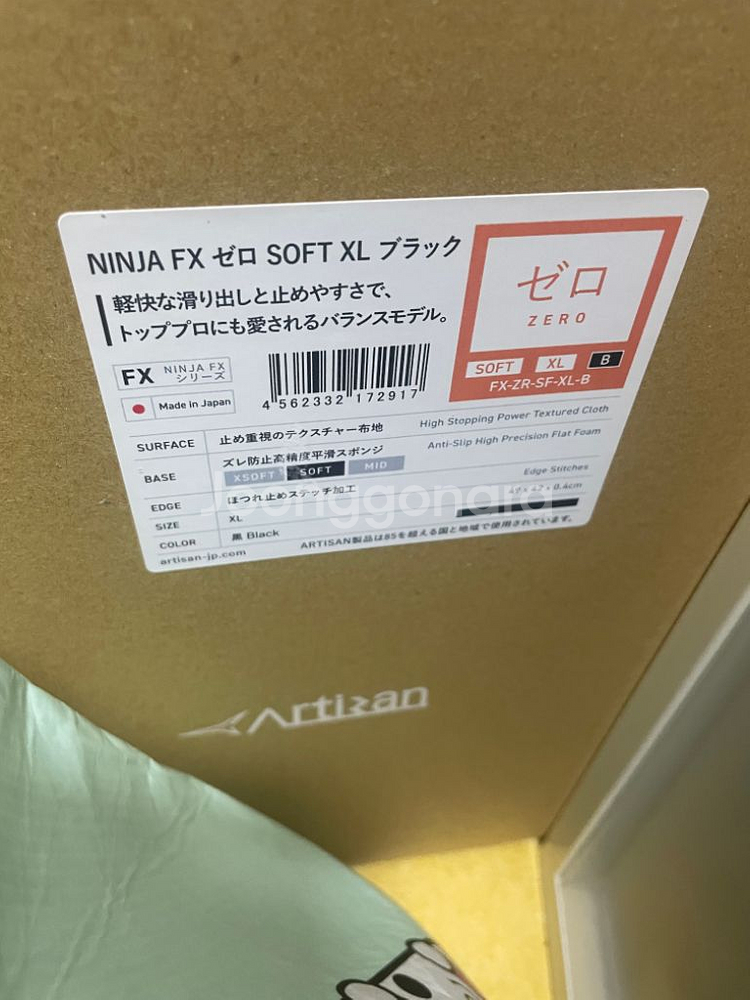 NINJA FX ゼロ SOFT XL ブラック
軽快な滑り出しと止めやすさで、
トッププロにも愛されるバランスモデル。
ゼロ
ZERO
SOFT XL B
FX-ZR-SF-XL-B
FX NINJA FX シリーズ
Made in Japan
4 562332 172917
SURFACE 止め重視のテクスチャー布地 High Stopping Power Textured Cloth
BASE ズレ防止高精度平滑スポンジ Anti-Slip High Precision Flat Foam
XSOFT SOFT MID
EDGE ほつれ止めステッチ加工 Edge Stitches
SIZE XL 49 × 42 × 0.4cm
COLOR 黒 Black
artisan-jp.com ARTISAN製品は85を超える国と地域で使用されています。
Joonggonara
Artisan